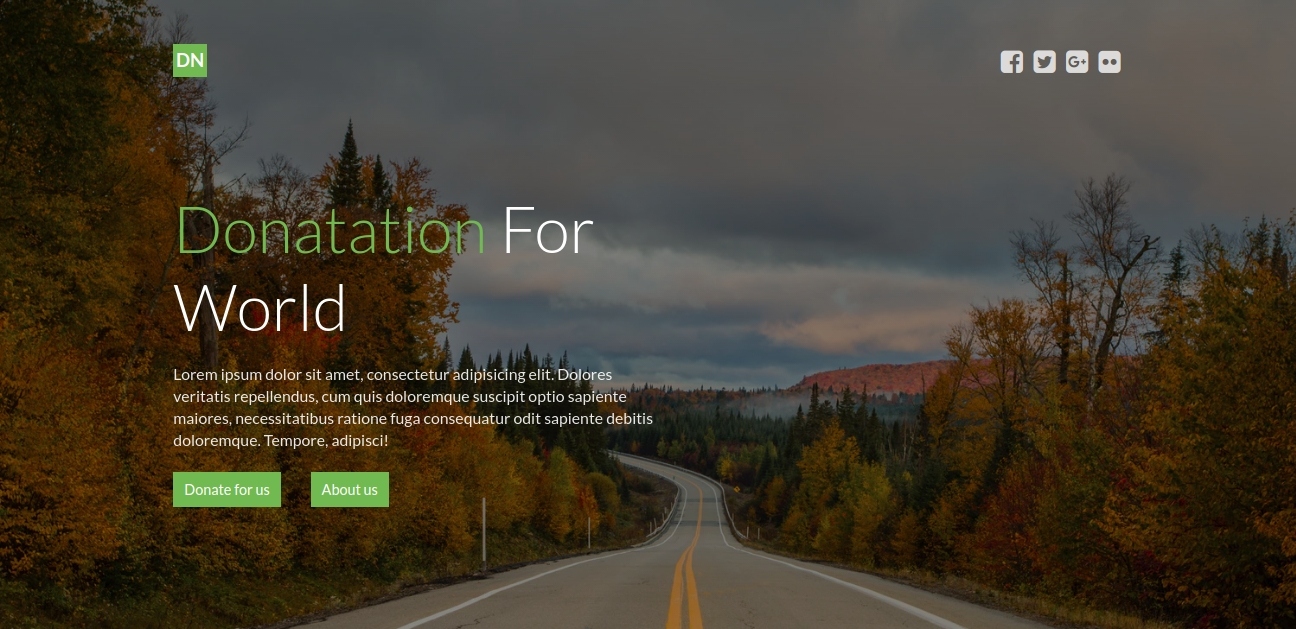 DN
Donatation For
World
Lorem ipsum dolor sit amet, consectetur adipisicing elit. Dolores
veritatis repellendus, cum quis doloremque suscipit optio sapiente
maiores, necessitatibus ratione fuga consequatur odit sapiente debitis
doloremque. Tempore, adipisci!
Donate for us About us